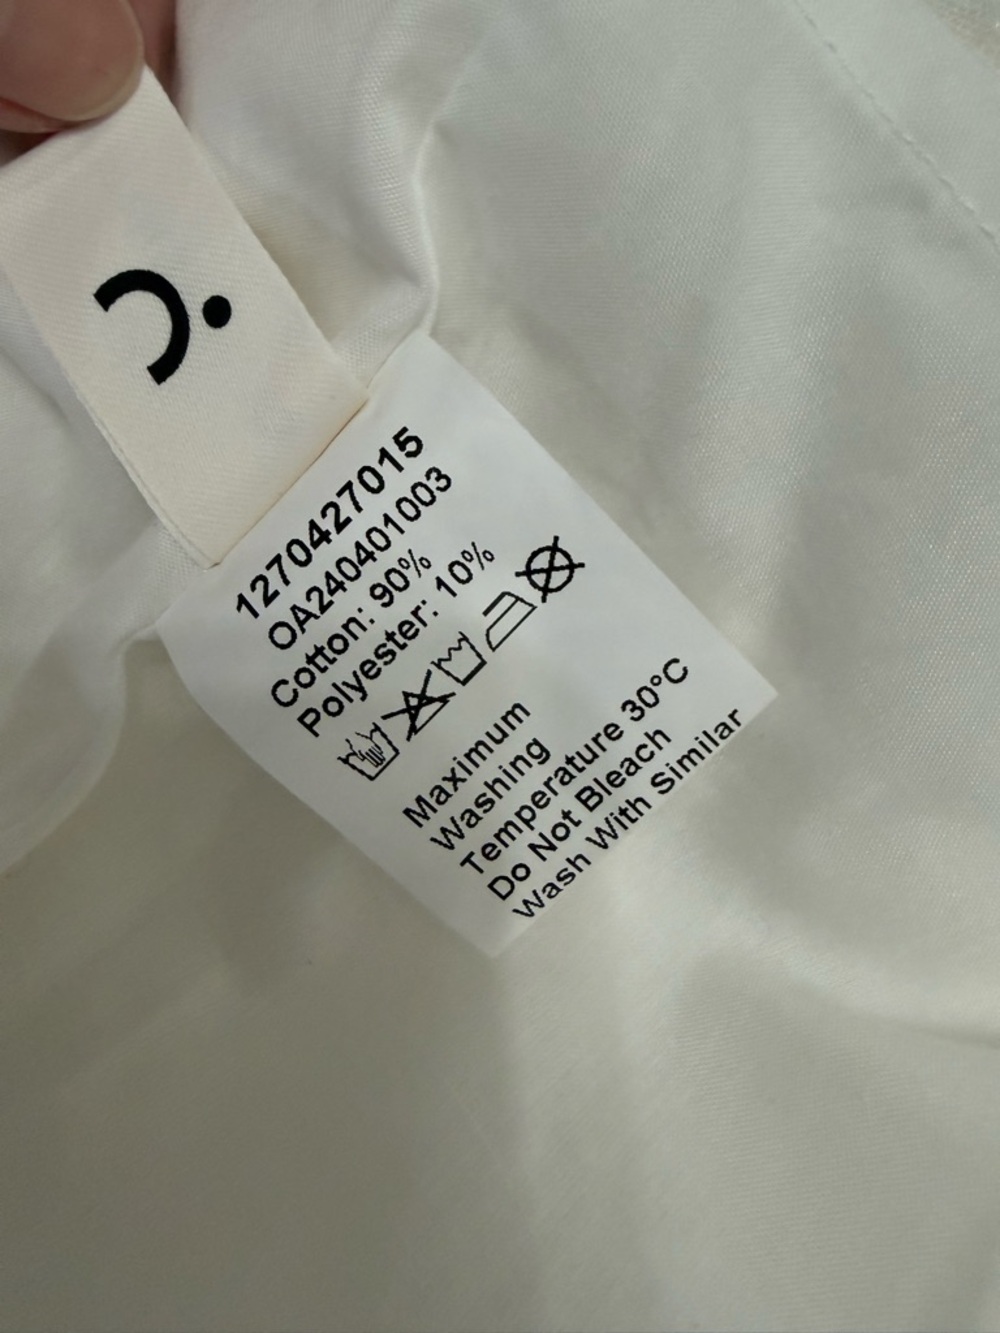 1270427015
OA240401003
Cotton: 90%
Polyester: 10%
Maximum
Washing
Temperature 30°C
Do Not Bleach
Wash With Similar